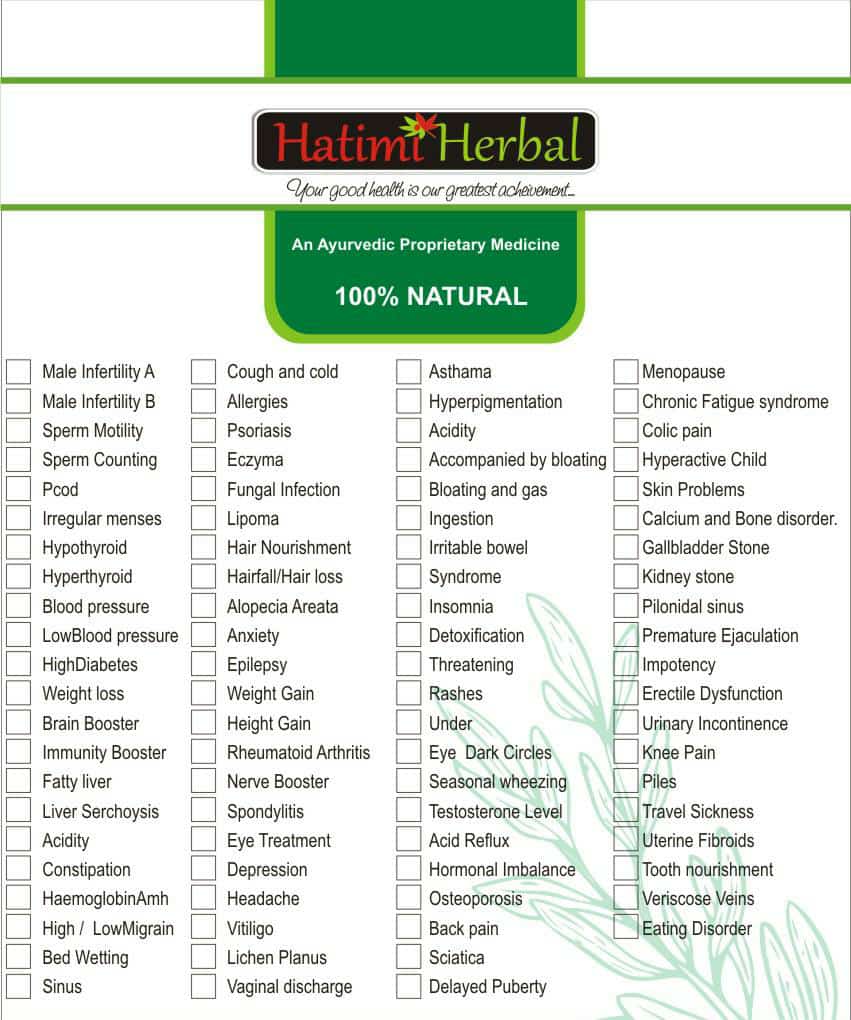 Hatimi Herbal
Your good health is our greatest acheivement...
An Ayurvedic Proprietary Medicine
100% NATURAL
Male Infertility A
Male Infertility B
Sperm Motility
Sperm Counting
Pcod
Irregular menses
Hypothyroid
Hyperthyroid
Blood pressure
LowBlood pressure
HighDiabetes
Weight loss
Brain Booster
Immunity Booster
Fatty liver
Liver Serchoysis
Acidity
Constipation
HaemoglobinAmh
High / LowMigrain
Bed Wetting
Sinus
Cough and cold
Allergies
Psoriasis
Eczyma
Fungal Infection
Lipoma
Hair Nourishment
Hairfall/Hair loss
Alopecia Areata
Anxiety
Epilepsy
Weight Gain
Height Gain
Rheumatoid Arthritis
Nerve Booster
Spondylitis
Eye Treatment
Depression
Headache
Vitiligo
Lichen Planus
Vaginal discharge
Asthama
Hyperpigmentation
Acidity
Accompanied by bloating
Bloating and gas
Ingestion
Irritable bowel
Syndrome
Insomnia
Detoxification
Threatening
Rashes
Under
Eye Dark Circles
Seasonal wheezing
Testosterone Level
Acid Reflux
Hormonal Imbalance
Osteoporosis
Back pain
Sciatica
Delayed Puberty
Menopause
Chronic Fatigue syndrome
Colic pain
Hyperactive Child
Skin Problems
Calcium and Bone disorder.
Gallbladder Stone
Kidney stone
Pilonidal sinus
Premature Ejaculation
Impotency
Erectile Dysfunction
Urinary Incontinence
Knee Pain
Piles
Travel Sickness
Uterine Fibroids
Tooth nourishment
Veriscose Veins
Eating Disorder